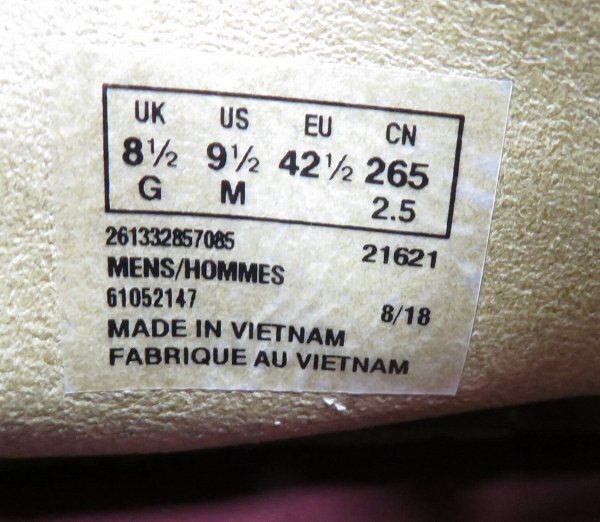 UK US EU CN
8½ 9½ 42½ 265
G M 2.5
261332857085 21621
MENS/HOMMES
61052147 8/18
MADE IN VIETNAM
FABRIQUE AU VIETNAM